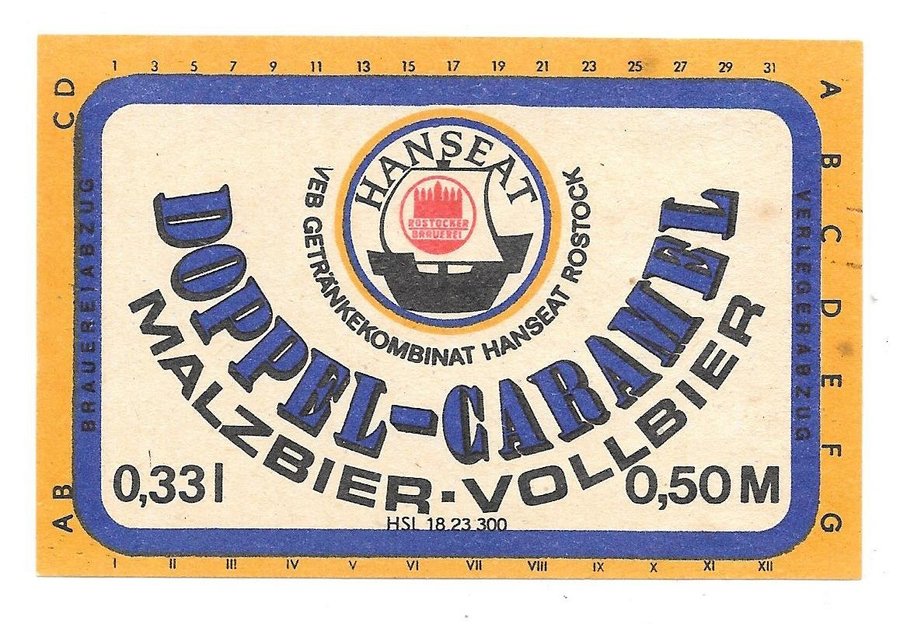 1 3 5 7 9 11 13 15 17 19 21 23 25 27 29 31
CD
AB
BRAUEREIABZUG
HANSEAT
ROSTOCKER
BRAUEREI
VEB GETRÄNKEKOMBINAT HANSEAT ROSTOCK
DOPPEL-CARAMEL
MALZBIER·VOLLBIER
0,33 l
0,50 M
HSL 18 23 300
VERLEGERABZUG
A B C D E F G
I II III IV V VI VII VIII IX X XI XII